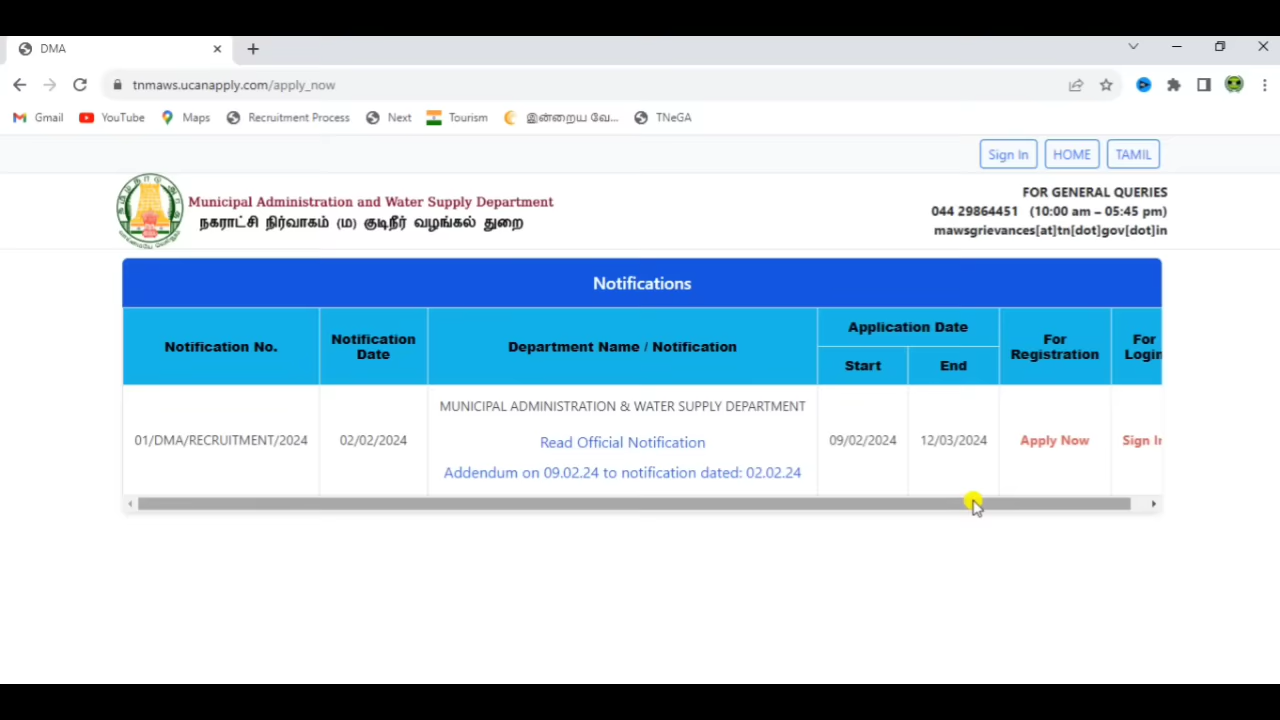 DMA
tnmaws.ucanapply.com/apply_now
Gmail YouTube Maps Recruitment Process Next Tourism இன்றைய வே... TNeGA
Sign In HOME TAMIL
Municipal Administration and Water Supply Department
நகராட்சி நிர்வாகம் (ம) குடிநீர் வழங்கல் துறை
FOR GENERAL QUERIES
044 29864451 (10:00 am – 05:45 pm)
mawsgrievances[at]tn[dot]gov[dot]in
Notifications
Notification No.
Notification
Date
Department Name / Notification
Application Date
Start End
For
Registration
For
Login
01/DMA/RECRUITMENT/2024
02/02/2024
MUNICIPAL ADMINISTRATION & WATER SUPPLY DEPARTMENT
Read Official Notification
Addendum on 09.02.24 to notification dated: 02.02.24
09/02/2024
12/03/2024
Apply Now
Sign In